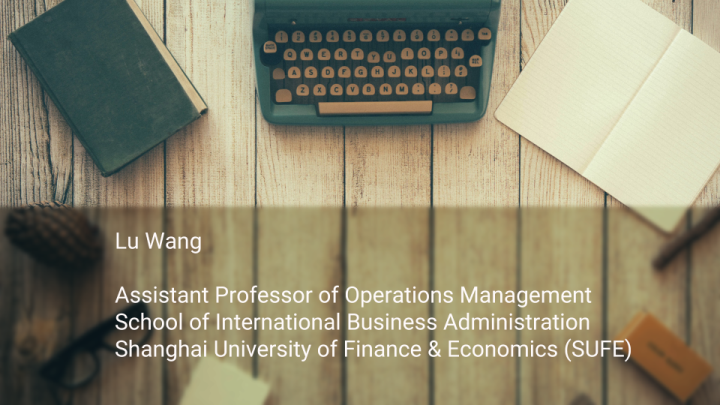 Lu Wang
Assistant Professor of Operations Management
School of International Business Administration
Shanghai University of Finance & Economics (SUFE)